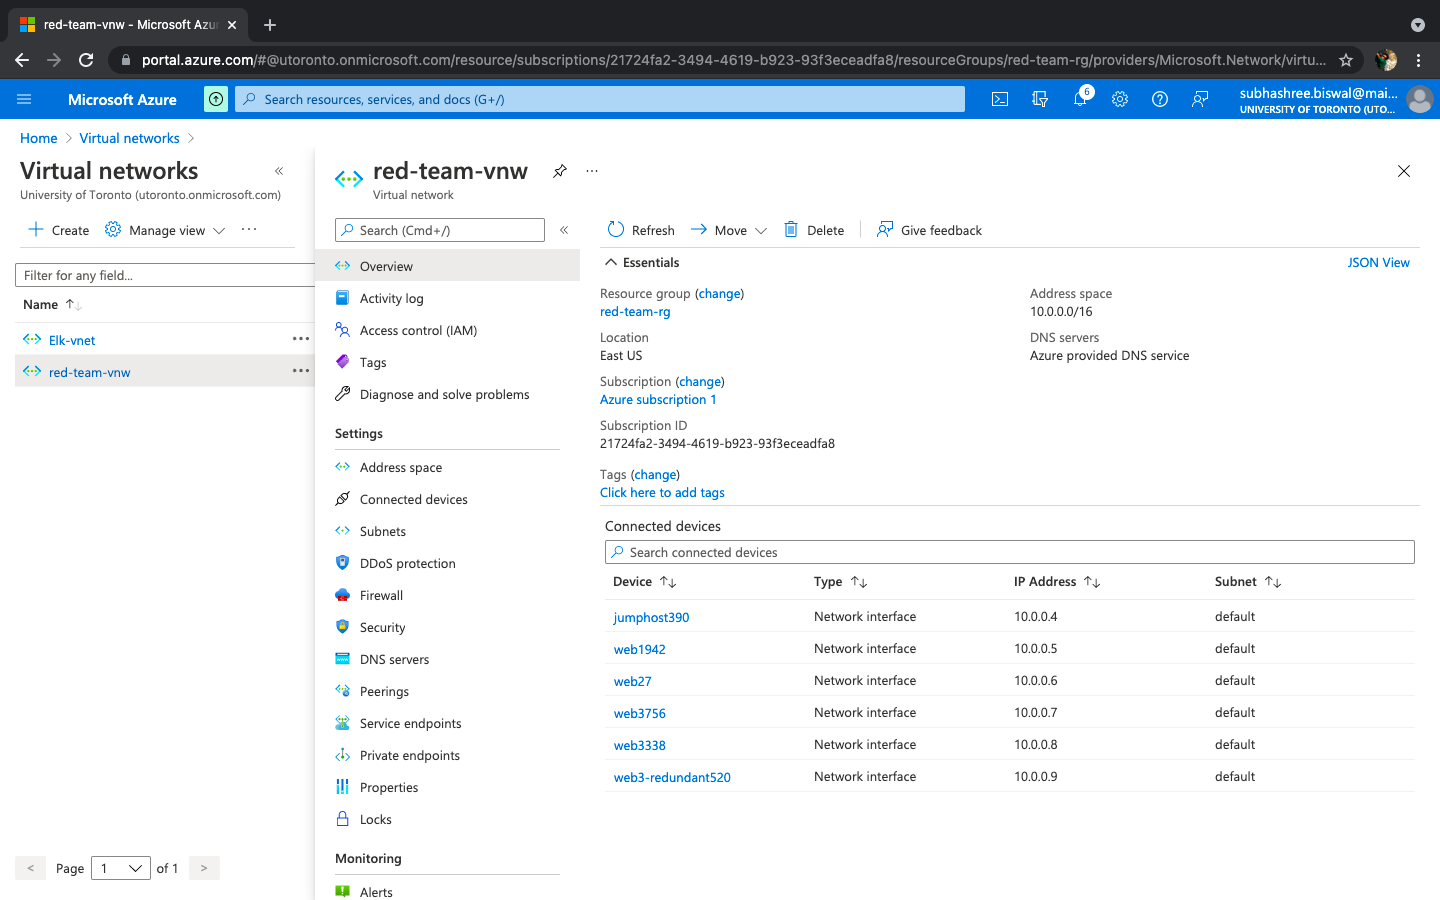 red-team-vnw - Microsoft Azu
portal.azure.com/#@utoronto.onmicrosoft.com/resource/subscriptions/21724fa2-3494-4619-b923-93f3eceadfa8/resourceGroups/red-team-rg/providers/Microsoft.Network/virtu...
Microsoft Azure
Search resources, services, and docs (G+/)
6
subhashree.biswal@mai...
UNIVERSITY OF TORONTO (UTO...
Home > Virtual networks >
Virtual networks
University of Toronto (utoronto.onmicrosoft.com)
Create
Manage view
Filter for any field...
Name
Elk-vnet
red-team-vnw
Page 1 of 1
red-team-vnw
Virtual network
Search (Cmd+/)
Overview
Activity log
Access control (IAM)
Tags
Diagnose and solve problems
Settings
Address space
Connected devices
Subnets
DDoS protection
Firewall
Security
DNS servers
Peerings
Service endpoints
Private endpoints
Properties
Locks
Monitoring
Alerts
Refresh
Move
Delete
Give feedback
Essentials
JSON View
Resource group (change)
red-team-rg
Location
East US
Subscription (change)
Azure subscription 1
Subscription ID
21724fa2-3494-4619-b923-93f3eceadfa8
Tags (change)
Click here to add tags
Address space
10.0.0.0/16
DNS servers
Azure provided DNS service
Connected devices
Search connected devices
Device Type IP Address Subnet
jumphost390 Network interface 10.0.0.4 default
web1942 Network interface 10.0.0.5 default
web27 Network interface 10.0.0.6 default
web3756 Network interface 10.0.0.7 default
web3338 Network interface 10.0.0.8 default
web3-redundant520 Network interface 10.0.0.9 default